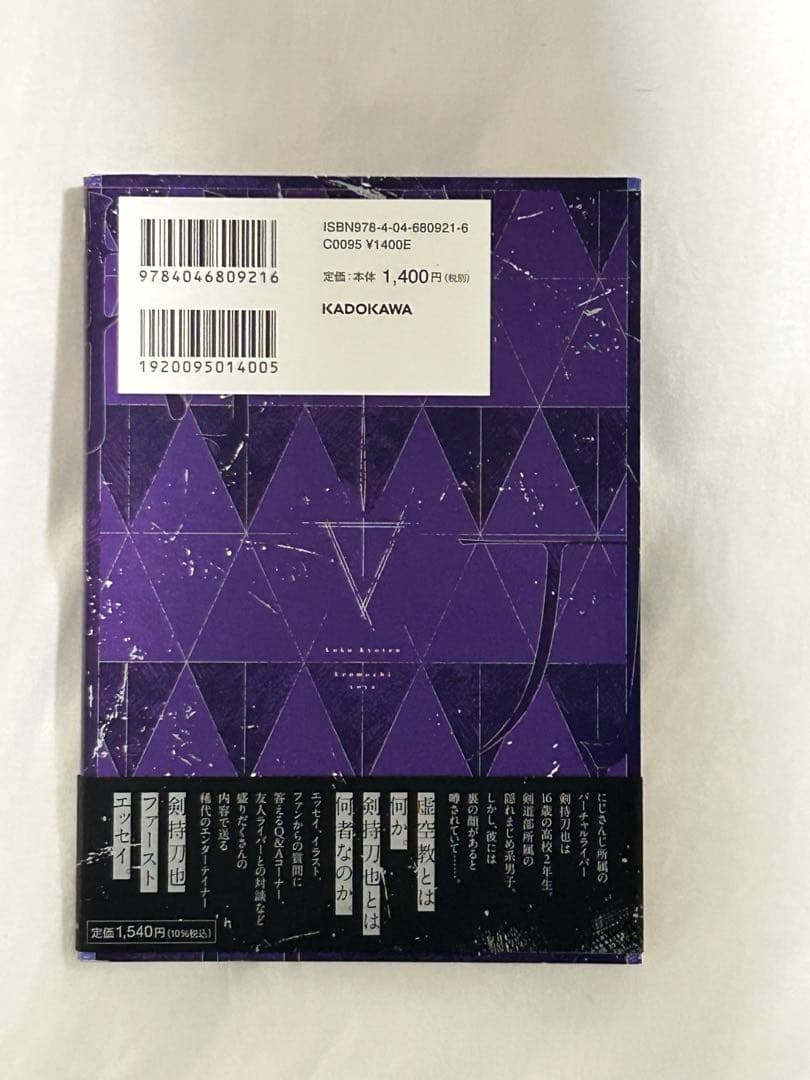 ISBN978-4-04-680921-6
C0095 ¥1400E
定価：本体 1,400円（税別）
KADOKAWA
9784046809216
1920095014005
Koku Kyoten
Kenmochi
Toya
にじさんじ所属の
バーチャルライバー
剣持刀也は
16歳の高校2年生。
剣道部所属の
隠れまじめ系男子。
しかし、彼には
裏の顔があると
噂されていて……。
虚空教とは
何か。
剣持刀也とは
何者なのか。
エッセイ、イラスト、
ファンからの質問に
答えるQ&Aコーナー、
友人ライバーとの対談など
盛りだくさんの
内容で送る
稀代のエンターテイナー
剣持刀也
ファースト
エッセイ。
定価1,540円（10%税込）